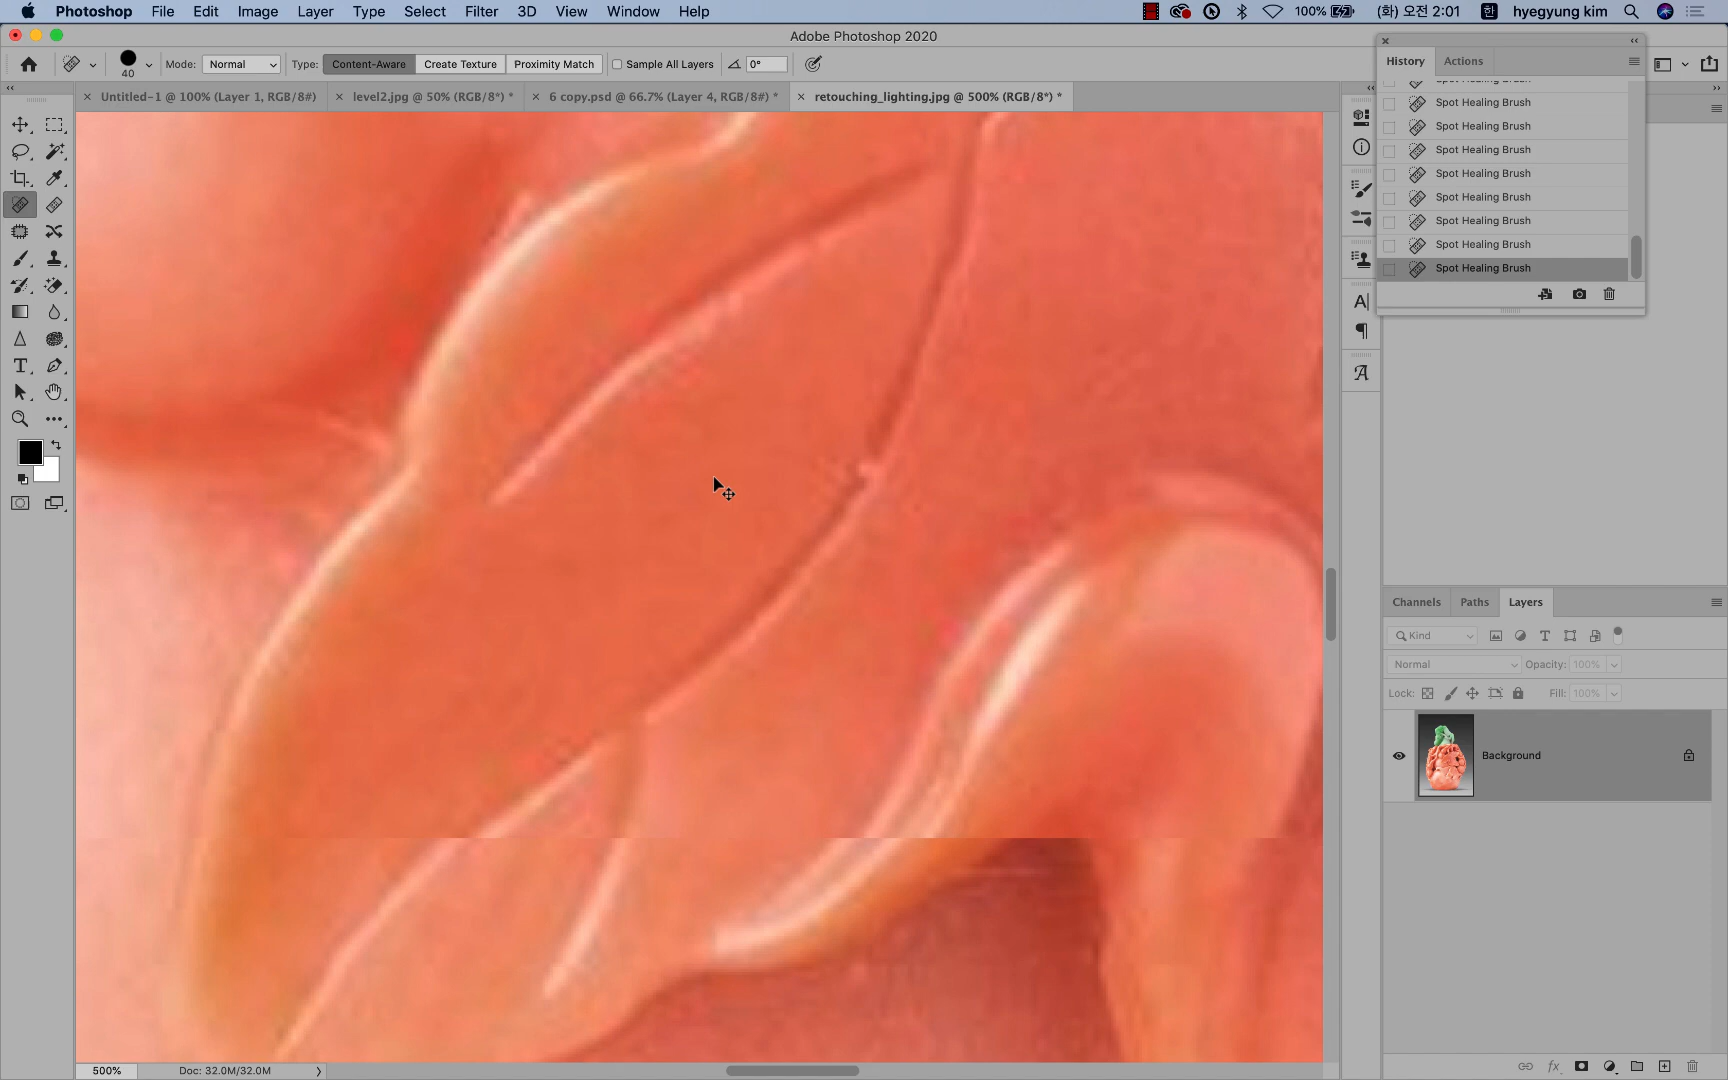 Photoshop File Edit Image Layer Type Select Filter 3D View Window Help 100% (화) 오전 2:01 한 hyegyung kim
Adobe Photoshop 2020
40 Mode: Normal Type: Content-Aware Create Texture Proximity Match Sample All Layers 0°
Untitled-1 @ 100% (Layer 1, RGB/8#) level2.jpg @ 50% (RGB/8*) * 6 copy.psd @ 66.7% (Layer 4, RGB/8#) * retouching_lighting.jpg @ 500% (RGB/8*) *
History Actions
Spot Healing Brush
Spot Healing Brush
Spot Healing Brush
Spot Healing Brush
Spot Healing Brush
Spot Healing Brush
Spot Healing Brush
Spot Healing Brush
Channels Paths Layers
Kind
Normal Opacity: 100%
Lock: Fill: 100%
Background
500% Doc: 32.0M/32.0M